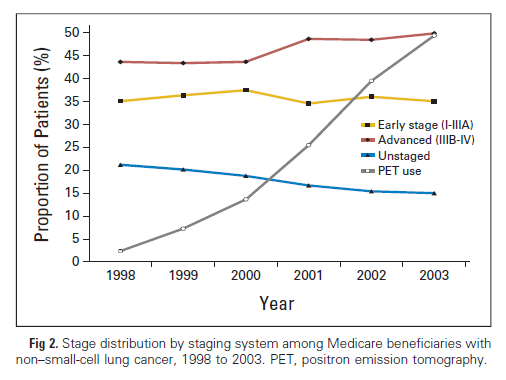 Proportion of Patients (%)
50
45
40
35
30
25
20
15
10
5
0
Early stage (I-IIIA)
Advanced (IIIB-IV)
Unstaged
PET use
1998 1999 2000 2001 2002 2003
Year
Fig 2. Stage distribution by staging system among Medicare beneficiaries with
non–small-cell lung cancer, 1998 to 2003. PET, positron emission tomography.